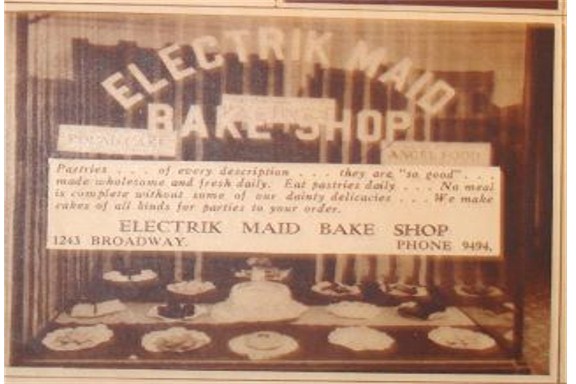 ELECTRIK MAID
BAKE SHOP
POUND CAKE
ANGEL FOOD
Pastries . . . of every description . . . they are "so good" . . .
made wholesome and fresh daily. Eat pastries daily . . . No meal
is complete without some of our dainty delicacies . . . We make
cakes of all kinds for parties to your order.
ELECTRIK MAID BAKE SHOP
1243 BROADWAY. PHONE 9494,